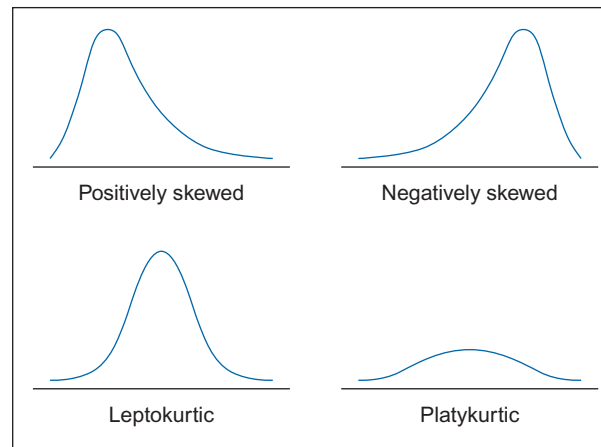 Positively skewed
Negatively skewed
Leptokurtic
Platykurtic